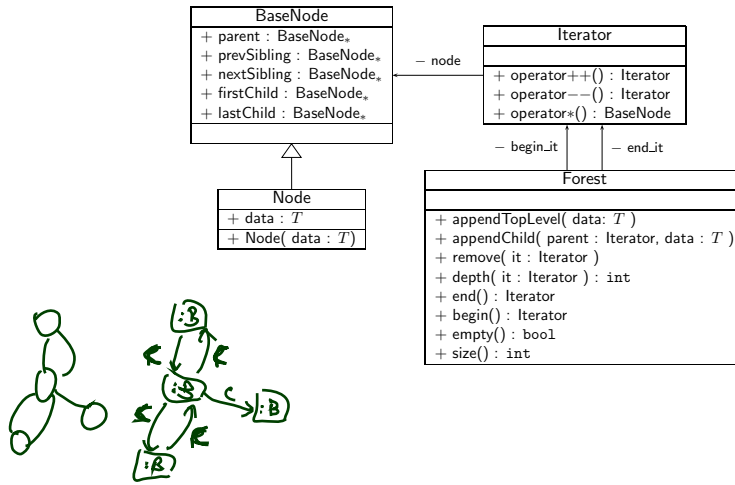 BaseNode
+ parent : BaseNode*
+ prevSibling : BaseNode*
+ nextSibling : BaseNode*
+ firstChild : BaseNode*
+ lastChild : BaseNode*
− node
Iterator
+ operator++() : Iterator
+ operator−−() : Iterator
+ operator*() : BaseNode
− begin_it
− end_it
Node
+ data : T
+ Node( data : T)
Forest
+ appendTopLevel( data: T )
+ appendChild( parent : Iterator, data : T )
+ remove( it : Iterator )
+ depth( it : Iterator ) : int
+ end() : Iterator
+ begin() : Iterator
+ empty() : bool
+ size() : int
:B
R
:B
C
:B
R
:B